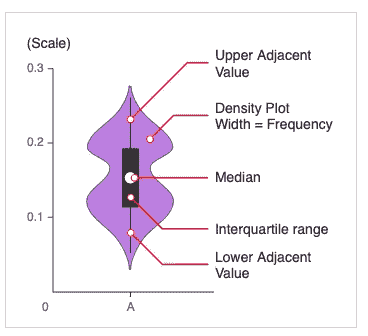 (Scale)
0.3
0.2
0.1
0
A
Upper Adjacent
Value
Density Plot
Width = Frequency
Median
Interquartile range
Lower Adjacent
Value